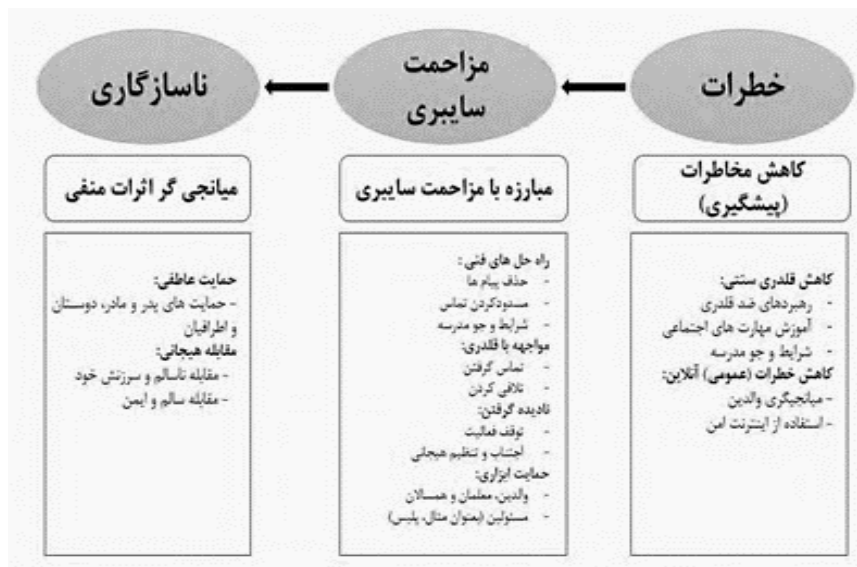 خطرات
مزاحمت
سایبری
ناسازگاری
کاهش مخاطرات
(پیشگیری)
مبارزه با مزاحمت سایبری
میانجی گر اثرات منفی
کاهش قلدری سنتی:
- رهبردهای ضد قلدری
- آموزش مهارت های اجتماعی
- شرایط و جو مدرسه
کاهش خطرات (عمومی) آنلاین:
- میانجیگری والدین
- استفاده از اینترنت امن
راه حل های فنی:
- حذف پیام ها
- مسدودکردن تماس
- شرایط و جو مدرسه
مواجهه با قلدری:
- تماس گرفتن
- تلافی کردن
نادیده گرفتن:
- توقف فعالیت
- اجتناب و تنظیم هیجانی
حمایت ابزاری:
- والدین، معلمان و همسالان
- مسئولین (بعنوان مثال، پلیس)
حمایت عاطفی:
- حمایت های پدر و مادر، دوستان
و اطرافیان
مقابله هیجانی:
- مقابله ناسالم و سرزنش خود
- مقابله سالم و ایمن